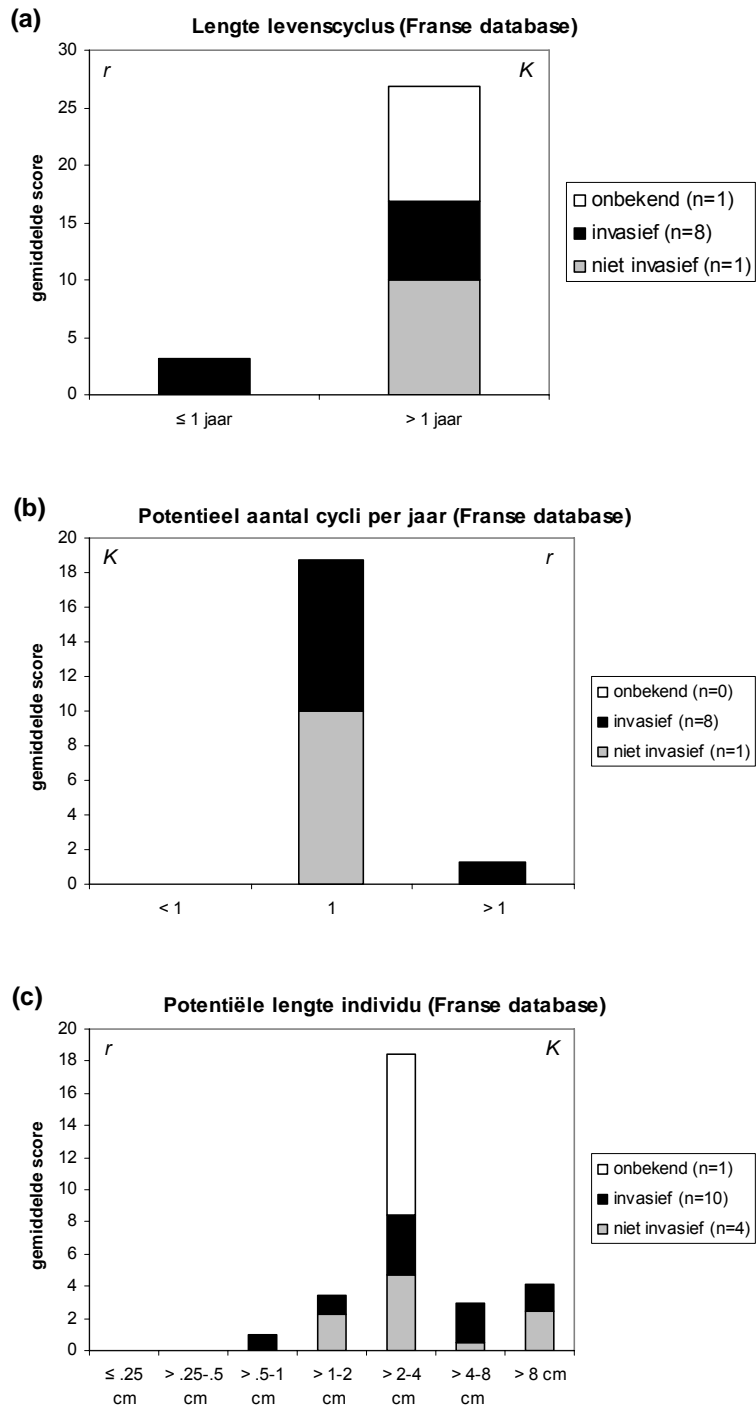 (a)
Lengte levenscyclus (Franse database)
30
25
20
15
10
5
0
gemiddelde score
r
K
≤ 1 jaar
> 1 jaar
onbekend (n=1)
invasief (n=8)
niet invasief (n=1)
(b)
Potentieel aantal cycli per jaar (Franse database)
20
18
16
14
12
10
8
6
4
2
0
gemiddelde score
K
r
< 1
1
> 1
onbekend (n=0)
invasief (n=8)
niet invasief (n=1)
(c)
Potentiële lengte individu (Franse database)
20
18
16
14
12
10
8
6
4
2
0
gemiddelde score
r
K
≤ .25 cm
> .25-.5 cm
> .5-1 cm
> 1-2 cm
> 2-4 cm
> 4-8 cm
> 8 cm
onbekend (n=1)
invasief (n=10)
niet invasief (n=4)